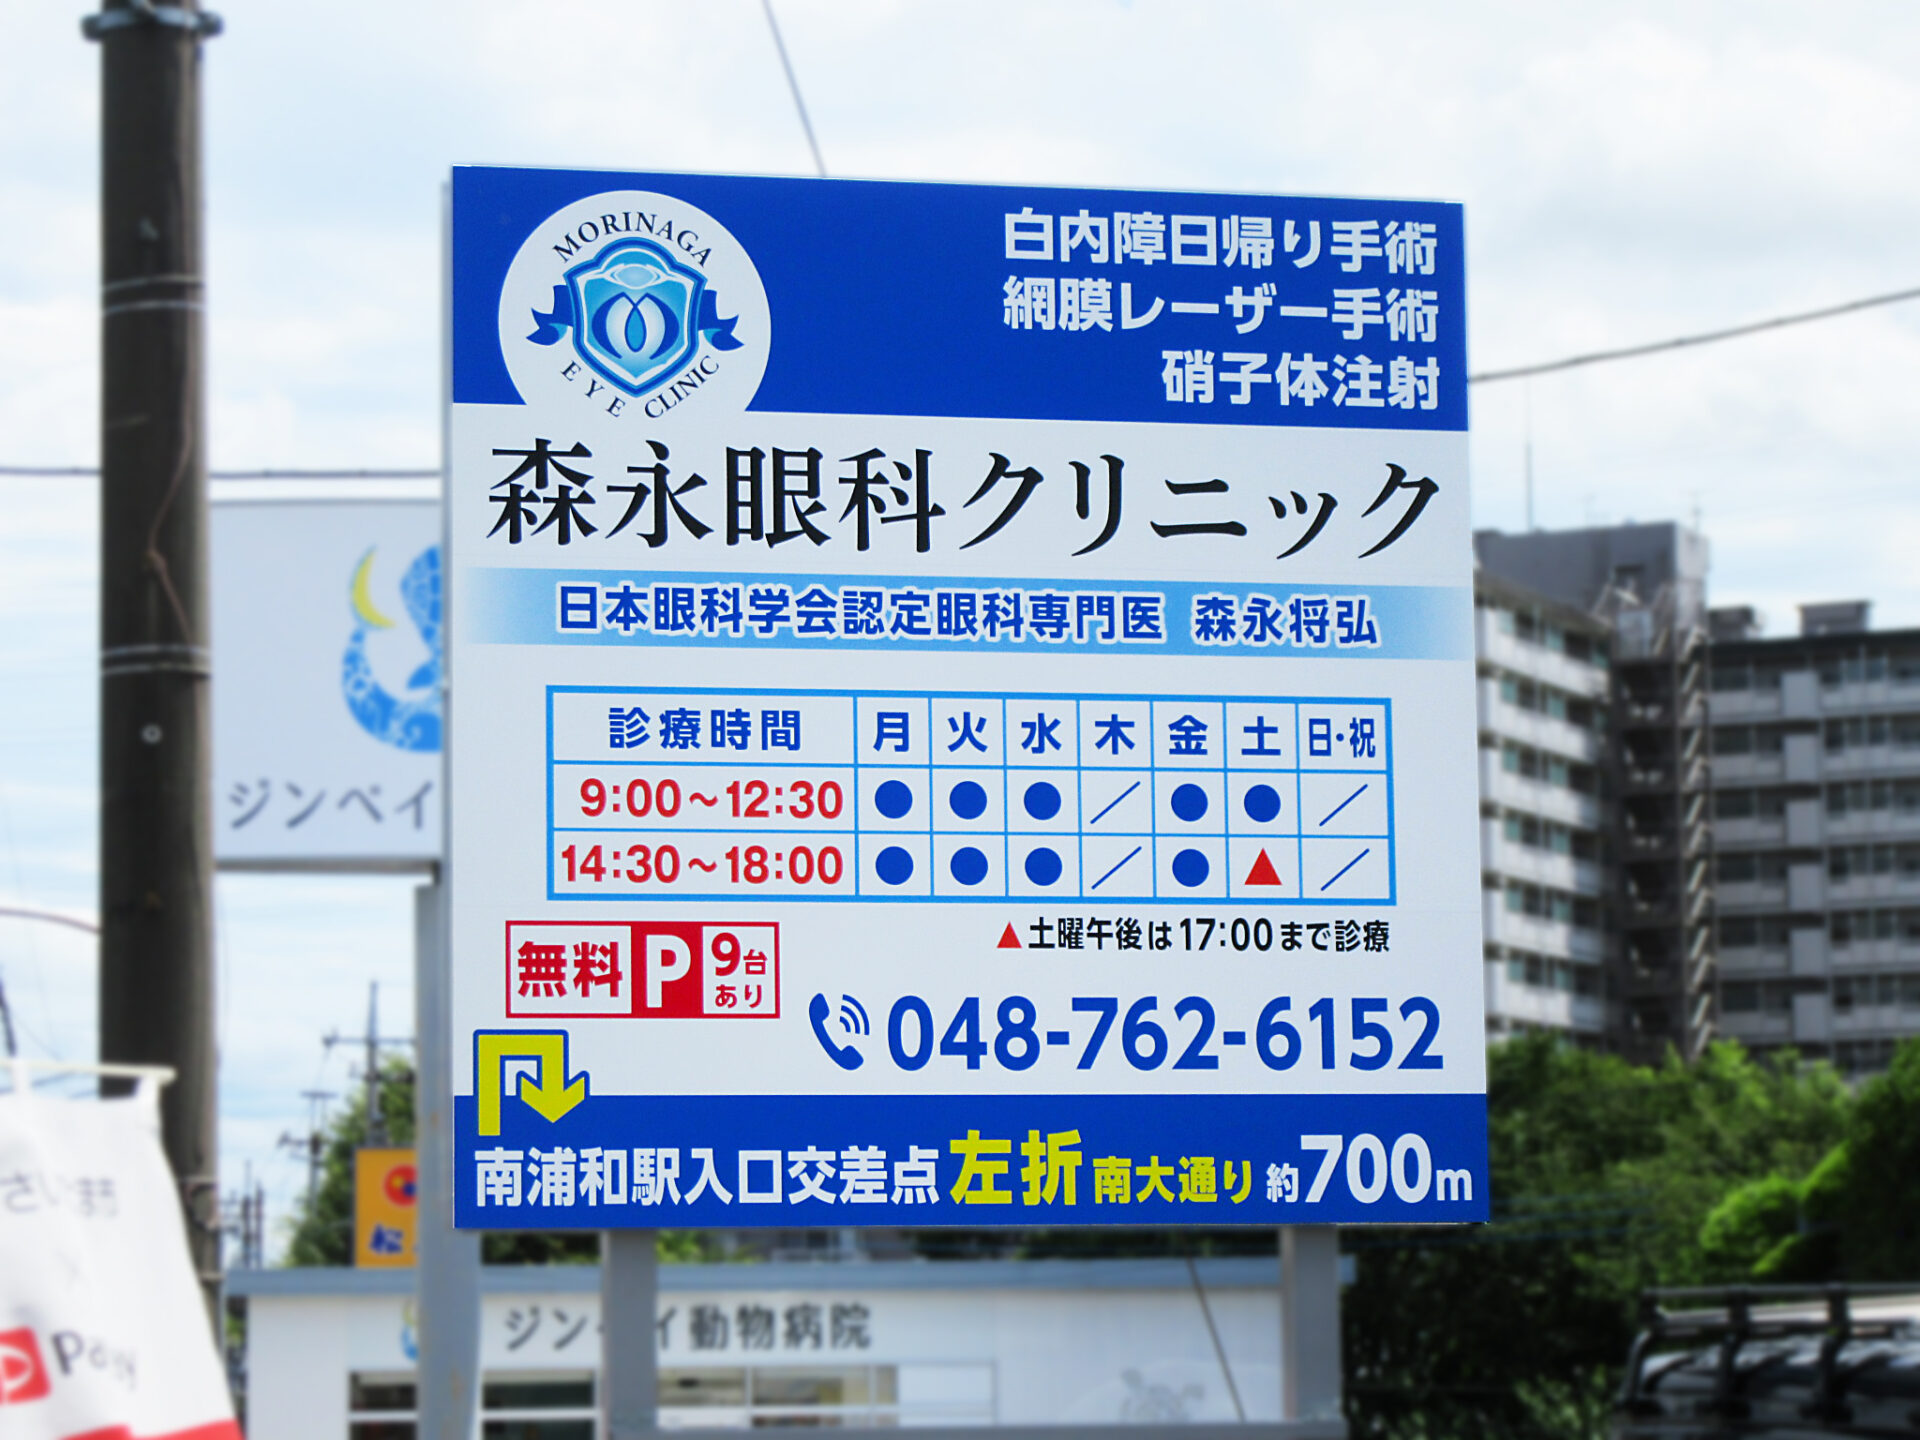 MORINAGA
EYE CLINIC
白内障日帰り手術
網膜レーザー手術
硝子体注射
森永眼科クリニック
日本眼科学会認定眼科専門医 森永将弘
診療時間 月 火 水 木 金 土 日・祝
9:00～12:30 ● ● ● ／ ● ● ／
14:30～18:00 ● ● ● ／ ● ▲ ／
▲土曜午後は17:00まで診療
無料 P 9台あり
048-762-6152
南浦和駅入口交差点 左折 南大通り 約700m
ジンベイ
ジンベイ動物病院
さいま